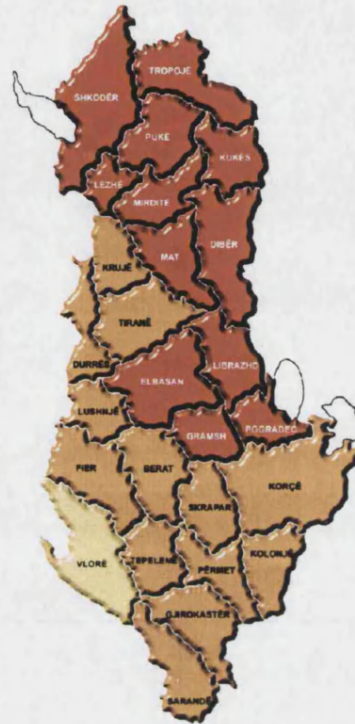 TROPOJË
SHKODËR
PUKË
KUKËS
LEZHË
MIRDITË
DIBËR
MAT
KRUJË
TIRANË
DURRËS
LIBRAZHD
ELBASAN
LUSHNJË
GRAMSH
POGRADEC
FIER
BERAT
KORÇË
SKRAPAR
VLORË
TEPELENË
PËRMET
KOLONJË
GJIROKASTËR
SARANDË